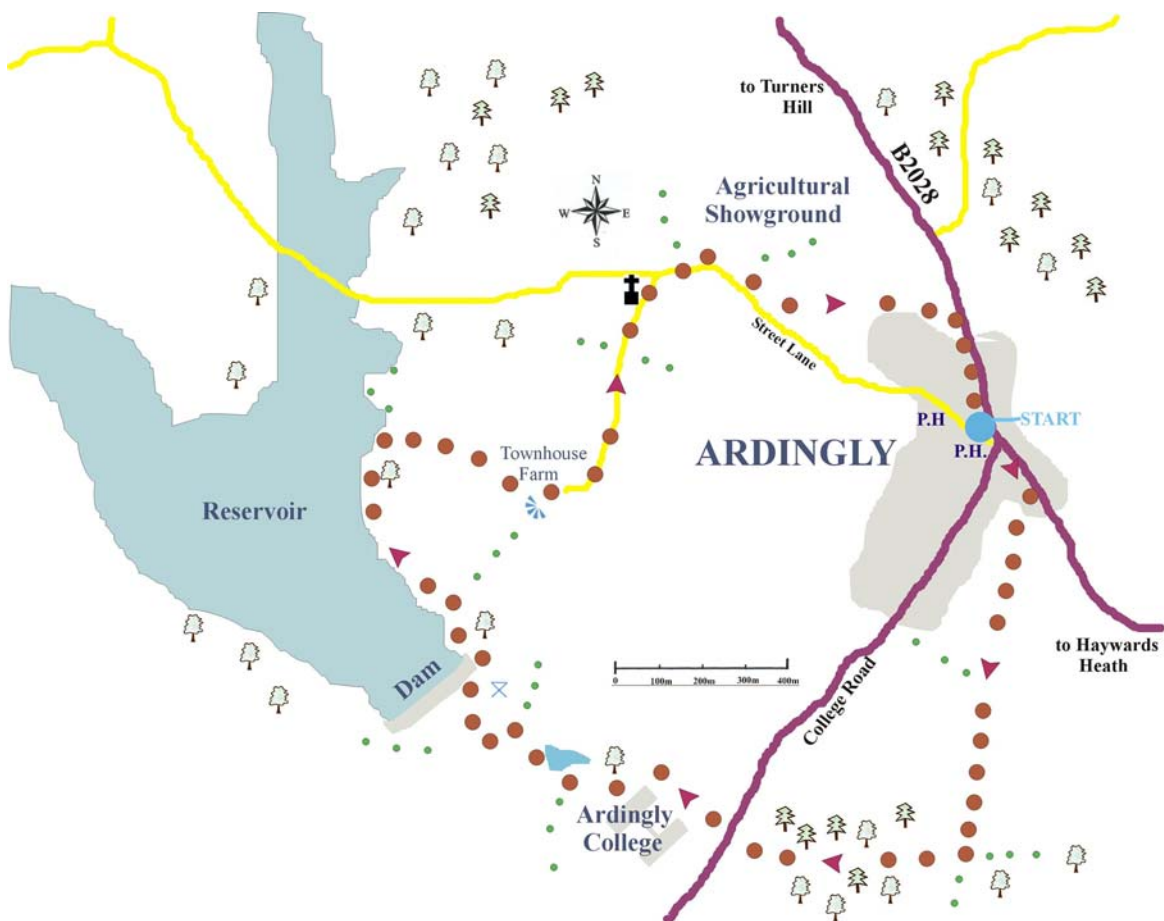 to Turners
Hill
B2028
N
W E
S
Agricultural
Showground
Street Lane
P.H
START
P.H.
ARDINGLY
Townhouse
Farm
Reservoir
to Haywards
Heath
Dam
0 100m 200m 300m 400m
College Road
Ardingly
College